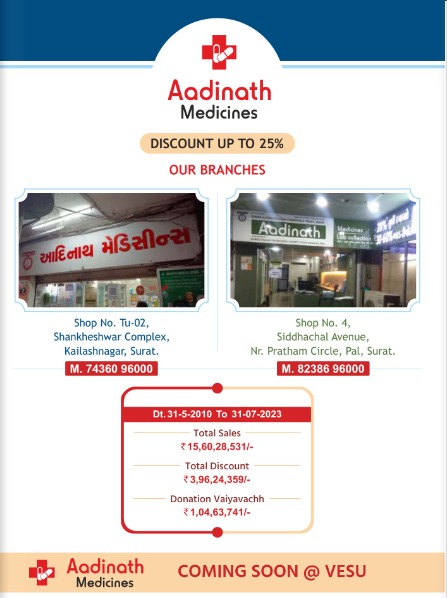 Aadinath
Medicines
DISCOUNT UP TO 25%
OUR BRANCHES
આદિનાથ મેડિસીન્સ
Aadinath
Medicines
Lab collection
Shop No. Tu-02,
Shankheshwar Complex,
Kailashnagar, Surat.
M. 74360 96000
Shop No. 4,
Siddhachal Avenue,
Nr. Pratham Circle, Pal, Surat.
M. 82386 96000
Dt. 31-5-2010 To 31-07-2023
Total Sales
₹ 15,60,28,531/-
Total Discount
₹ 3,96,24,359/-
Donation Vaiyavachh
₹ 1,04,63,741/-
Aadinath
Medicines
COMING SOON @ VESU